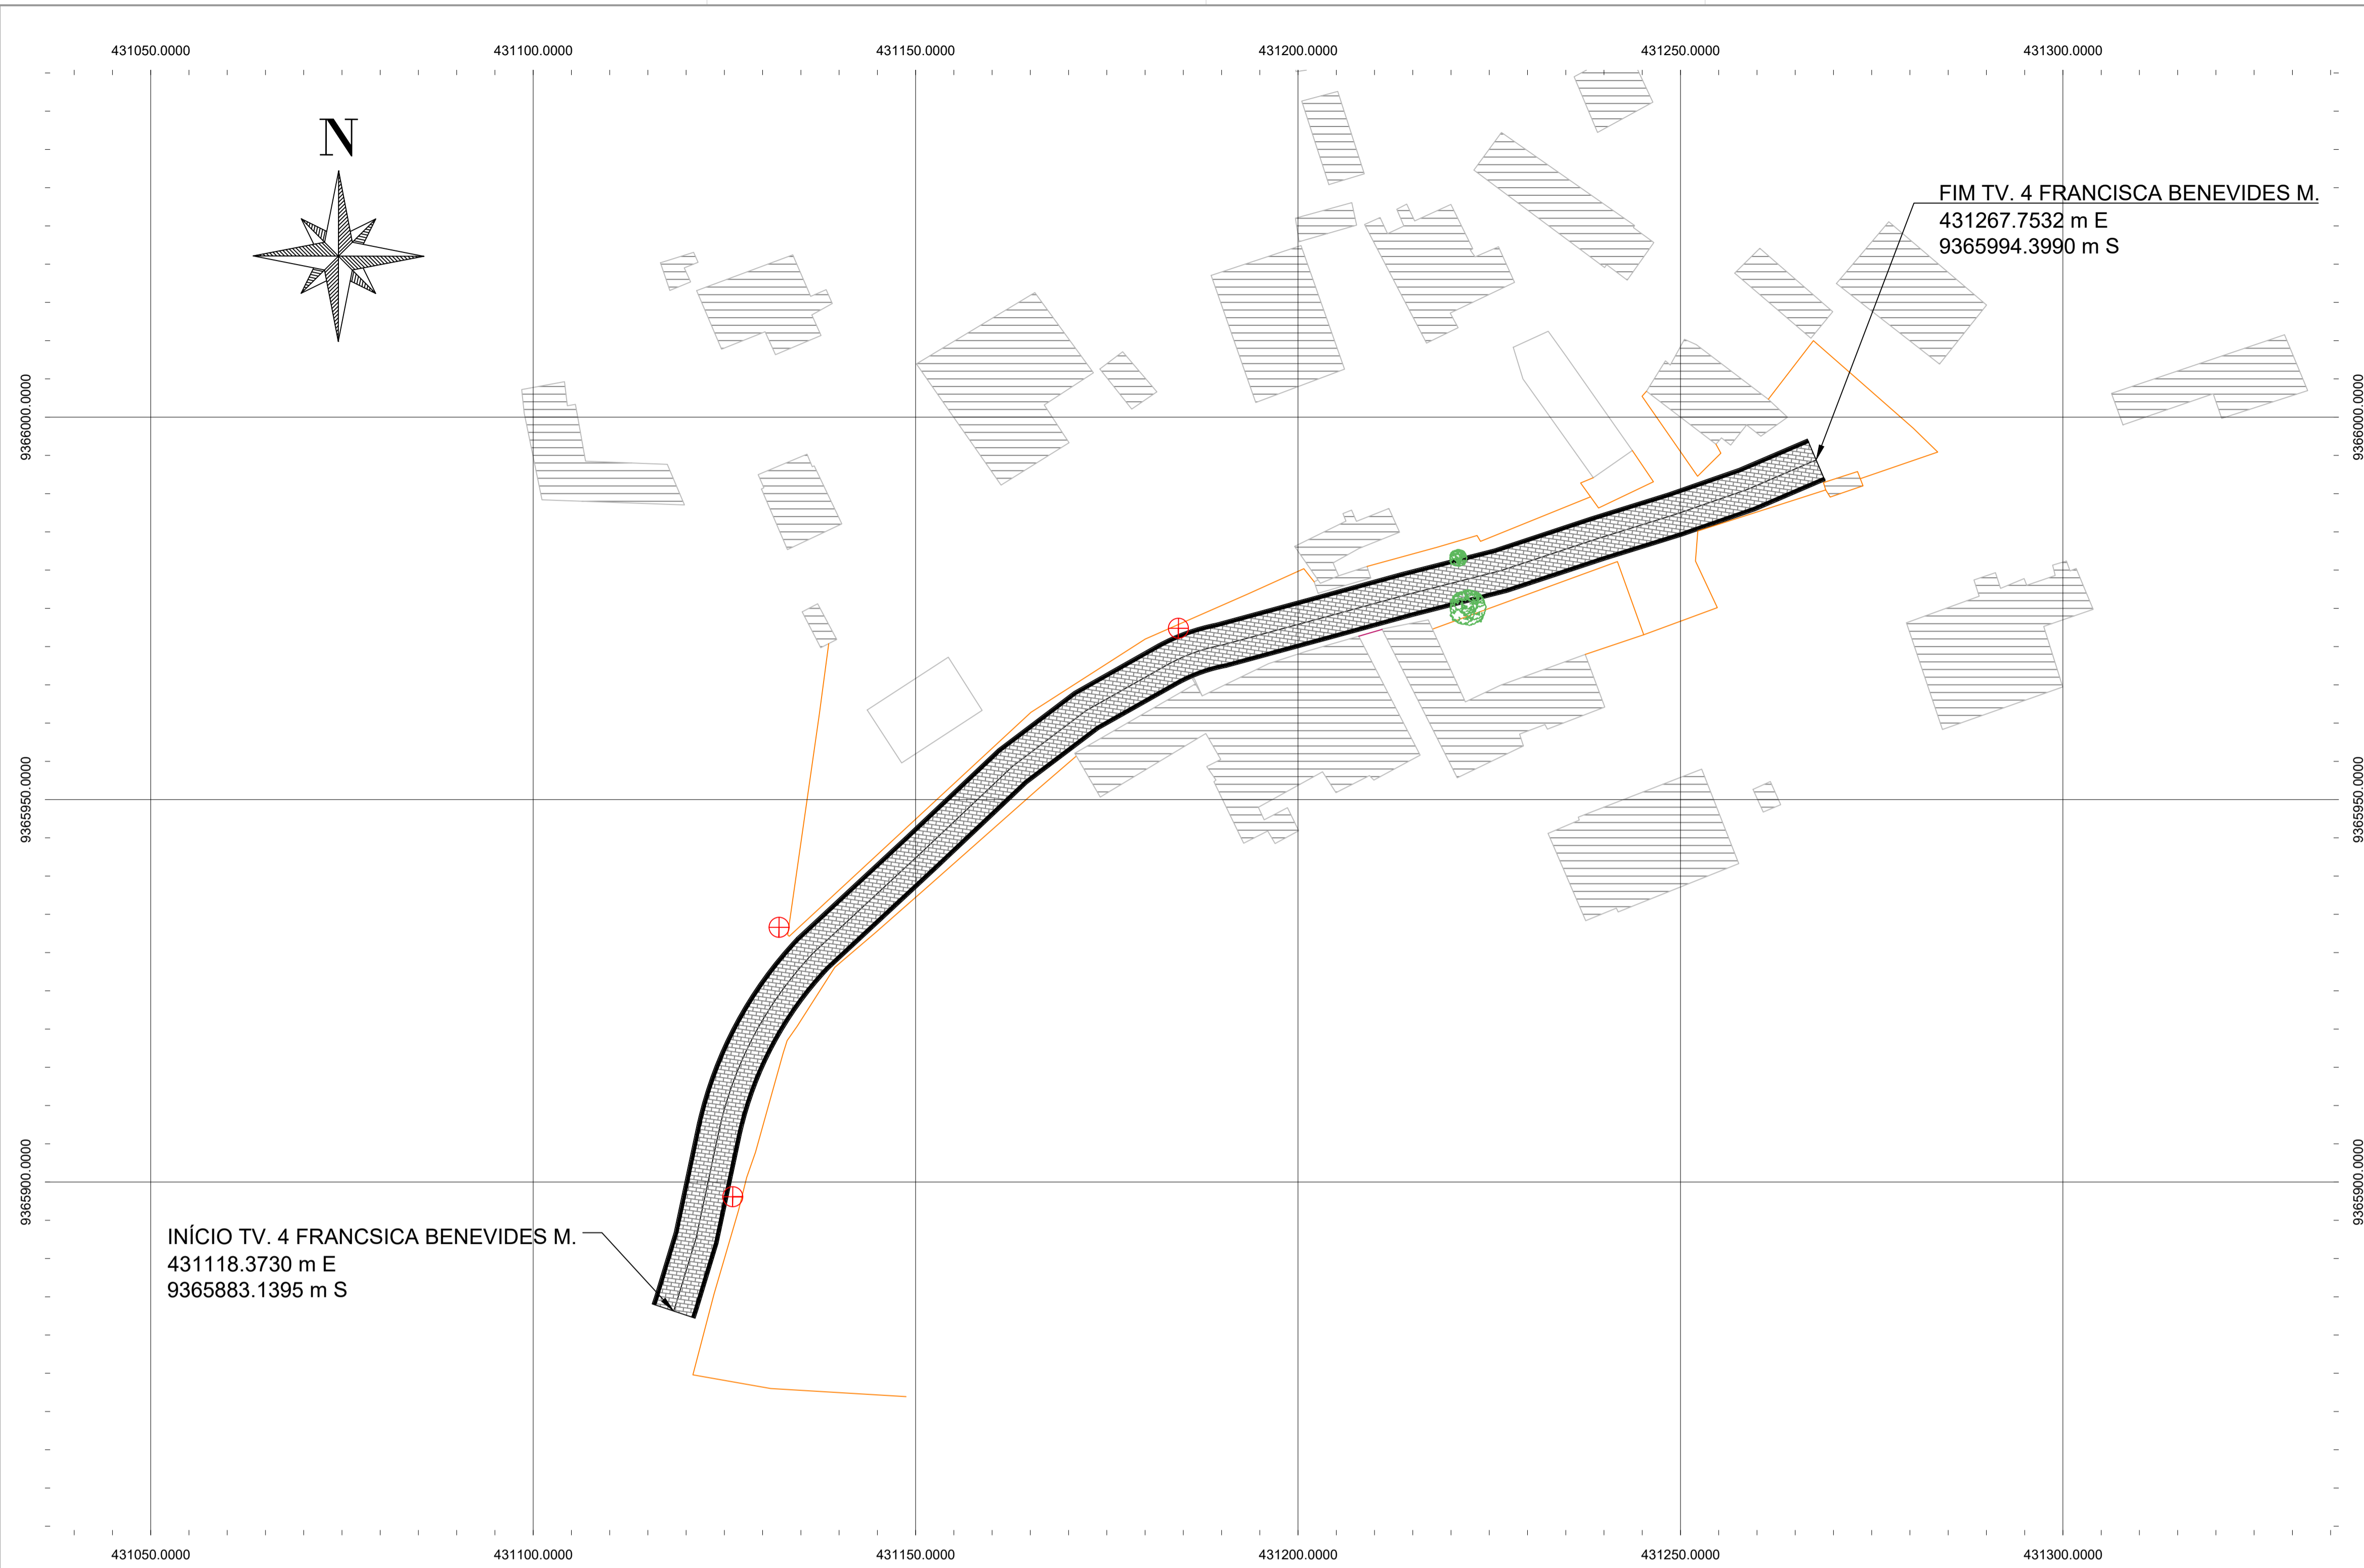 431050.0000
431100.0000
431150.0000
431200.0000
431250.0000
431300.0000
N
FIM TV. 4 FRANCISCA BENEVIDES M.
431267.7532 m E
9365994.3990 m S
9366000.0000
9366000.0000
9365950.0000
9365950.0000
9365900.0000
9365900.0000
INÍCIO TV. 4 FRANCSICA BENEVIDES M.
431118.3730 m E
9365883.1395 m S
431050.0000
431100.0000
431150.0000
431200.0000
431250.0000
431300.0000